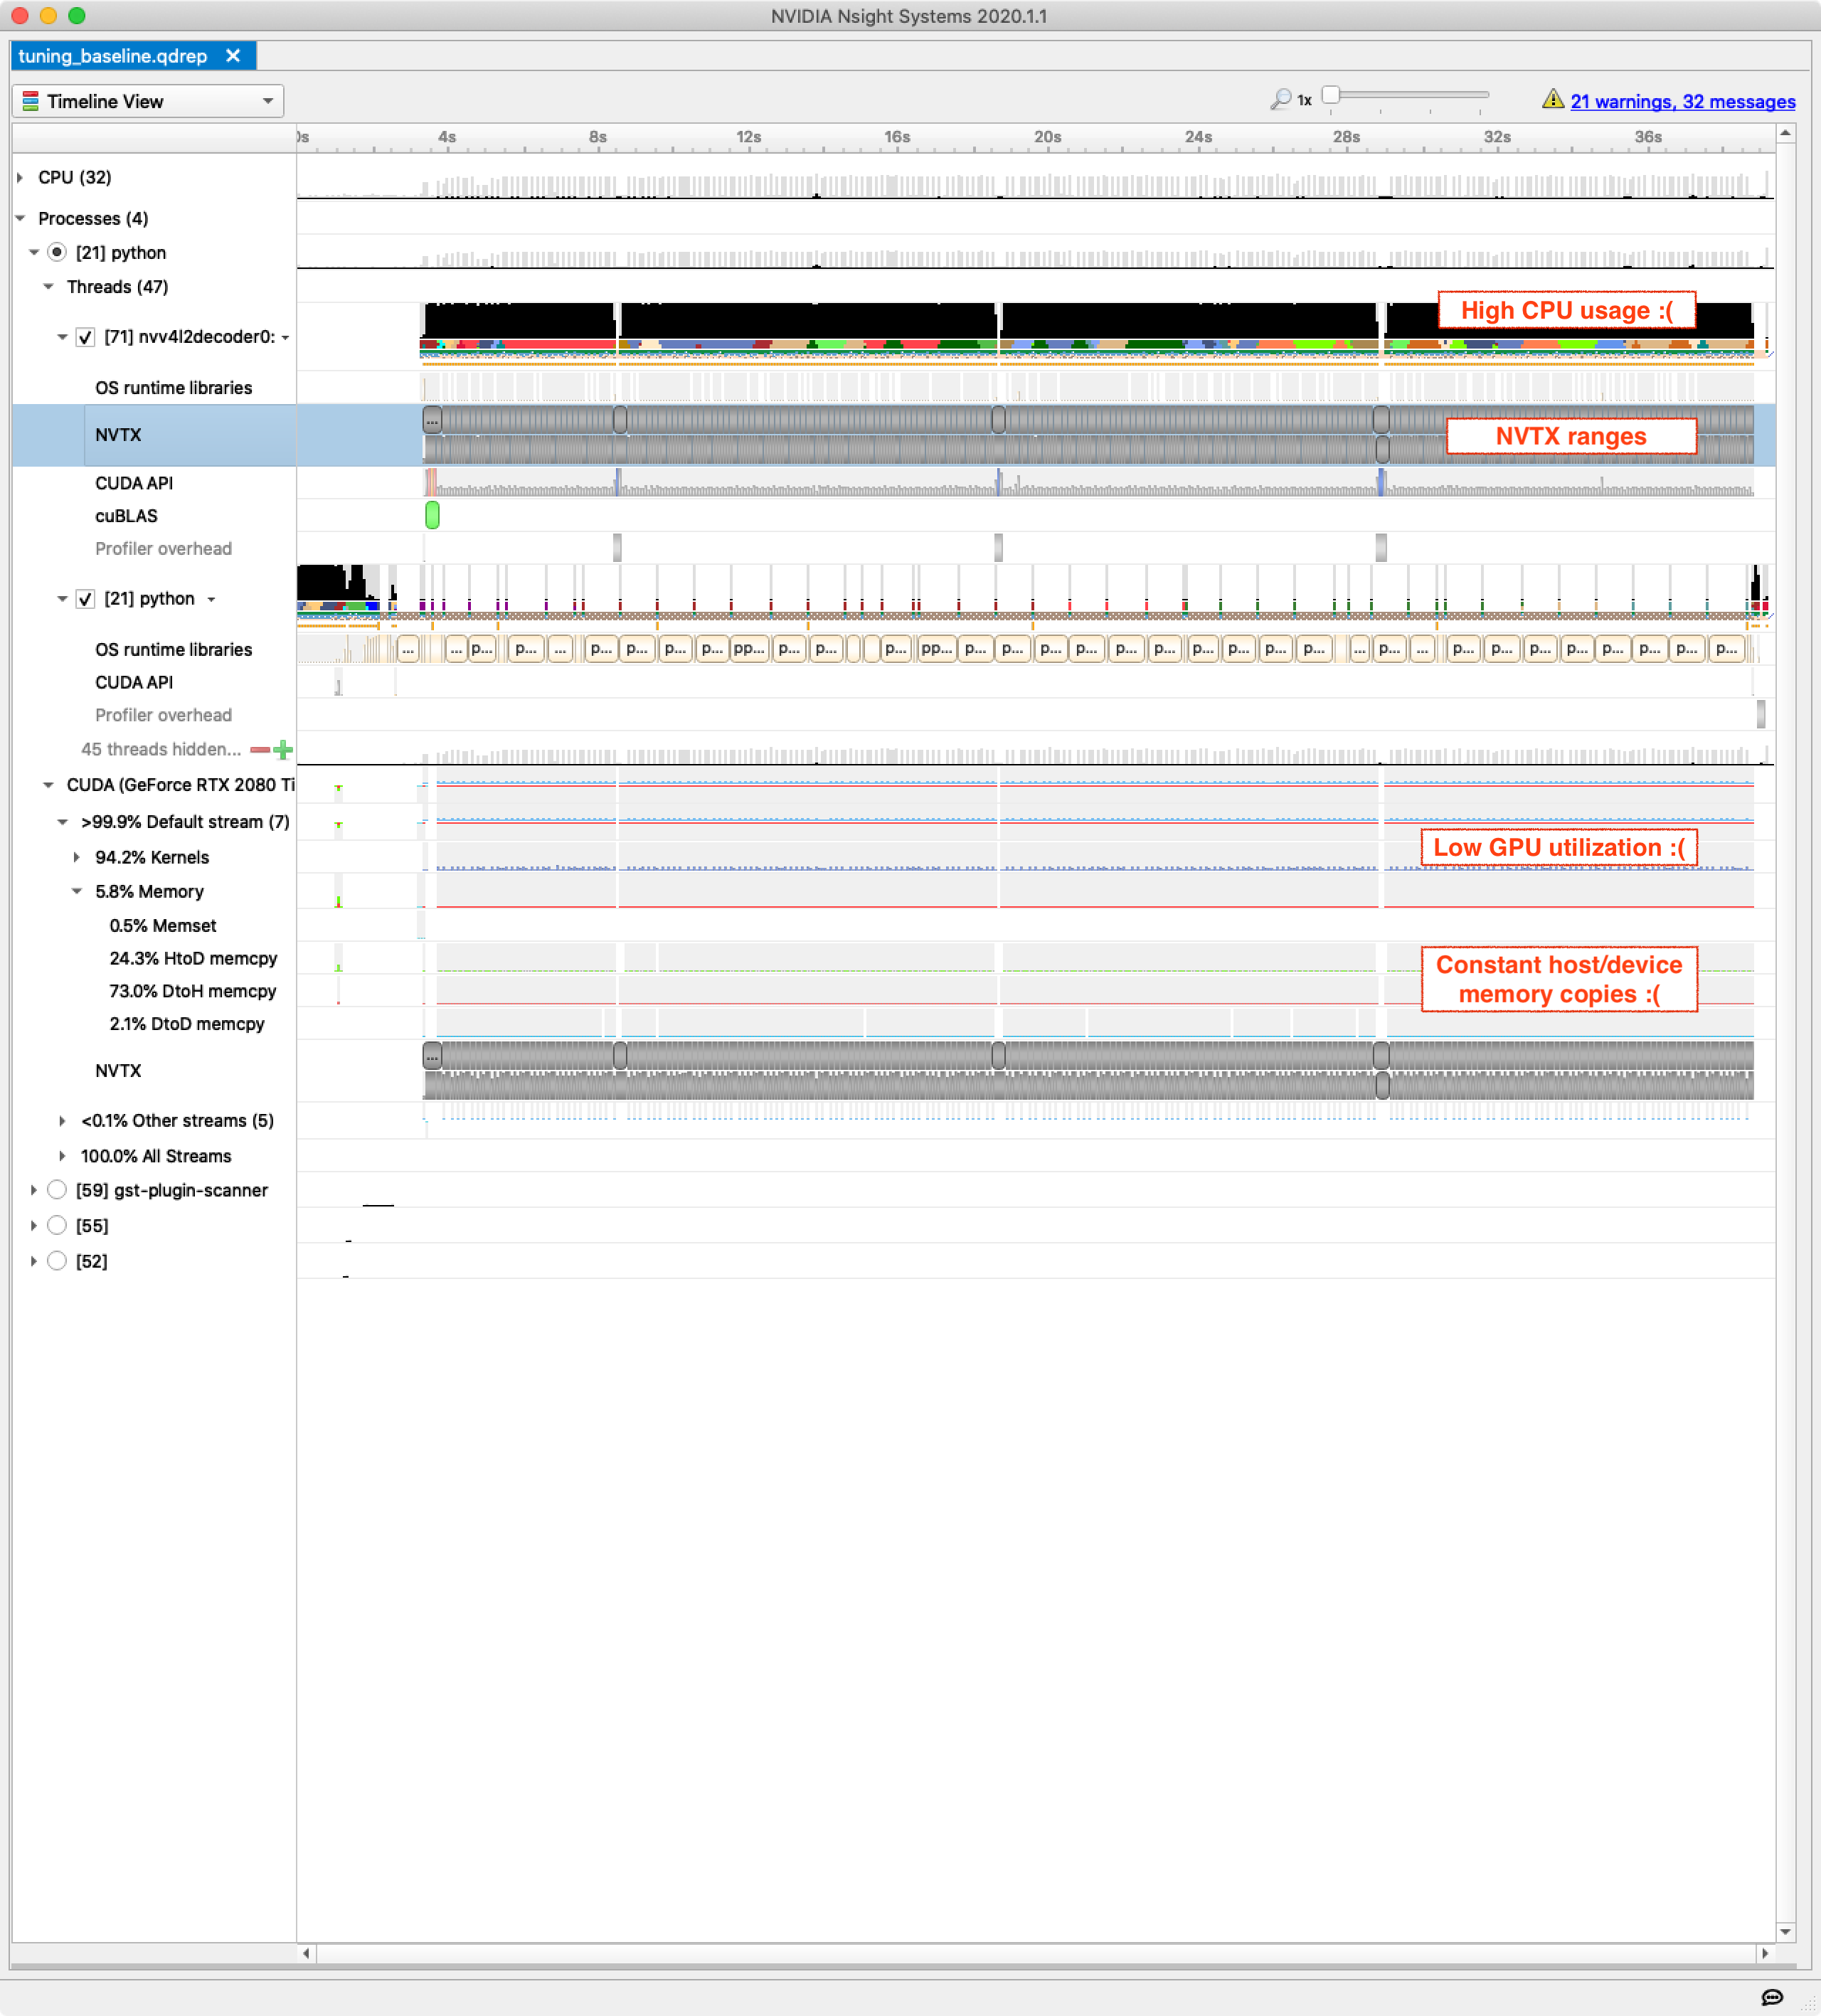 NVIDIA Nsight Systems 2020.1.1
tuning_baseline.qdrep
Timeline View
1x
21 warnings, 32 messages
4s 8s 12s 16s 20s 24s 28s 32s 36s
CPU (32)
Processes (4)
[21] python
Threads (47)
High CPU usage :(
[71] nvv4l2decoder0:
OS runtime libraries
NVTX
...
NVTX ranges
CUDA API
cuBLAS
Profiler overhead
[21] python
OS runtime libraries
... ... p... p... ... p... p... p... p... pp... p... p... p... pp... p... p... p... p... p... p... p... p... p... p... ... p... ... p... p... p... p... p... p... p... p...
CUDA API
Profiler overhead
45 threads hidden...
CUDA (GeForce RTX 2080 Ti
>99.9% Default stream (7)
Low GPU utilization :(
94.2% Kernels
5.8% Memory
0.5% Memset
24.3% HtoD memcpy
Constant host/device
memory copies :(
73.0% DtoH memcpy
2.1% DtoD memcpy
...
NVTX
<0.1% Other streams (5)
100.0% All Streams
[59] gst-plugin-scanner
[55]
[52]